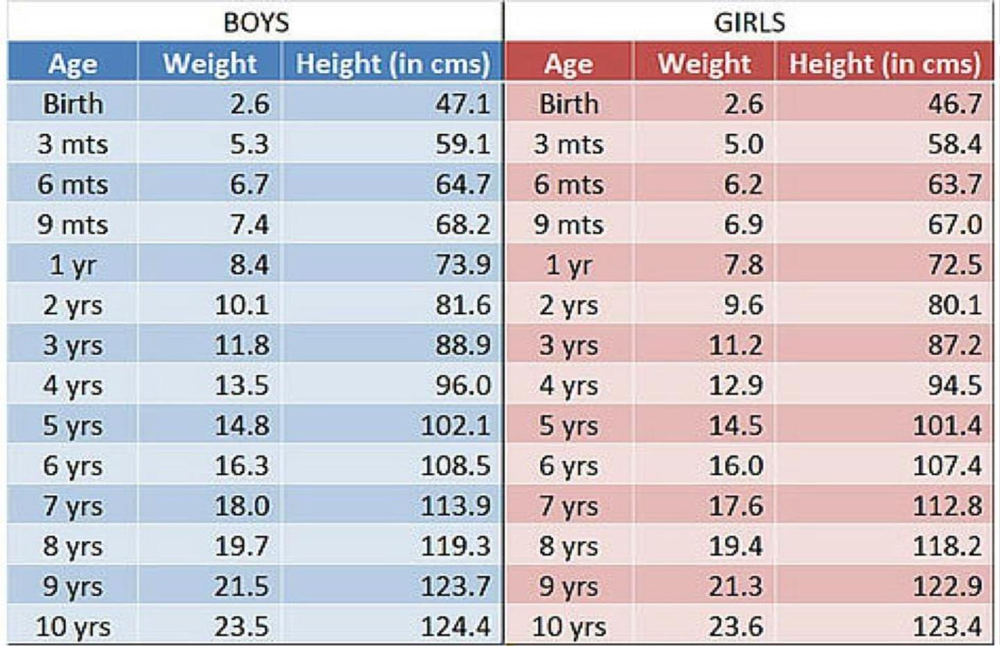 BOYS GIRLS
Age Weight Height (in cms) Age Weight Height (in cms)
Birth 2.6 47.1 Birth 2.6 46.7
3 mts 5.3 59.1 3 mts 5.0 58.4
6 mts 6.7 64.7 6 mts 6.2 63.7
9 mts 7.4 68.2 9 mts 6.9 67.0
1 yr 8.4 73.9 1 yr 7.8 72.5
2 yrs 10.1 81.6 2 yrs 9.6 80.1
3 yrs 11.8 88.9 3 yrs 11.2 87.2
4 yrs 13.5 96.0 4 yrs 12.9 94.5
5 yrs 14.8 102.1 5 yrs 14.5 101.4
6 yrs 16.3 108.5 6 yrs 16.0 107.4
7 yrs 18.0 113.9 7 yrs 17.6 112.8
8 yrs 19.7 119.3 8 yrs 19.4 118.2
9 yrs 21.5 123.7 9 yrs 21.3 122.9
10 yrs 23.5 124.4 10 yrs 23.6 123.4